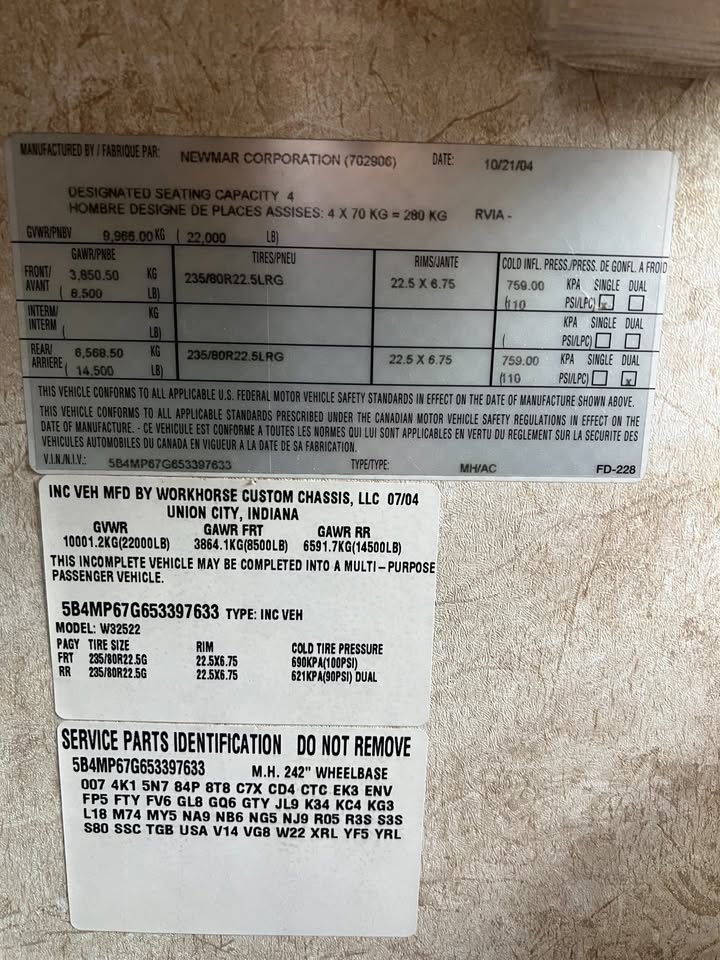 MANUFACTURED BY / FABRIQUE PAR: NEWMAR CORPORATION (702906) DATE: 10/21/04
DESIGNATED SEATING CAPACITY 4
HOMBRE DESIGNE DE PLACES ASSISES: 4 X 70 KG = 280 KG RVIA -
GVWR/PNBV 9,966.00 KG ( 22,000 LB)
GAWR/PNBE TIRES/PNEU RIMS/JANTE COLD INFL. PRESS./PRESS. DE GONFL. A FROID
FRONT/ 3,850.50 KG 235/80R22.5LRG 22.5 X 6.75 759.00 KPA SINGLE DUAL
AVANT ( 8,500 LB) (110 PSI/LPC) x
INTERM/ KG KPA SINGLE DUAL
INTERM ( LB) ( PSI/LPC)
REAR/ 6,568.50 KG 235/80R22.5LRG 22.5 X 6.75 759.00 KPA SINGLE DUAL
ARRIERE ( 14,500 LB) (110 PSI/LPC) x
THIS VEHICLE CONFORMS TO ALL APPLICABLE U.S. FEDERAL MOTOR VEHICLE SAFETY STANDARDS IN EFFECT ON THE DATE OF MANUFACTURE SHOWN ABOVE.
THIS VEHICLE CONFORMS TO ALL APPLICABLE STANDARDS PRESCRIBED UNDER THE CANADIAN MOTOR VEHICLE SAFETY REGULATIONS IN EFFECT ON THE
DATE OF MANUFACTURE. - CE VEHICULE EST CONFORME A TOUTES LES NORMES QUI LUI SONT APPLICABLES EN VERTU DU REGLEMENT SUR LA SECURITE DES
VEHICULES AUTOMOBILES DU CANADA EN VIGUEUR A LA DATE DE SA FABRICATION.
V.I.N./N.I.V.: 5B4MP67G653397633 TYPE/TYPE: MH/AC FD-228
INC VEH MFD BY WORKHORSE CUSTOM CHASSIS, LLC 07/04
UNION CITY, INDIANA
GVWR GAWR FRT GAWR RR
10001.2KG(22000LB) 3864.1KG(8500LB) 6591.7KG(14500LB)
THIS INCOMPLETE VEHICLE MAY BE COMPLETED INTO A MULTI-PURPOSE
PASSENGER VEHICLE.
5B4MP67G653397633 TYPE: INC VEH
MODEL: W32522
PAGY TIRE SIZE RIM COLD TIRE PRESSURE
FRT 235/80R22.5G 22.5X6.75 690KPA(100PSI)
RR 235/80R22.5G 22.5X6.75 621KPA(90PSI) DUAL
SERVICE PARTS IDENTIFICATION DO NOT REMOVE
5B4MP67G653397633 M.H. 242" WHEELBASE
007 4K1 5N7 84P 8T8 C7X CD4 CTC EK3 ENV
FP5 FTY FV6 GL8 GQ6 GTY JL9 K34 KC4 KG3
L18 M74 MY5 NA9 NB6 NG5 NJ9 R05 R3S S3S
S80 SSC TGB USA V14 VG8 W22 XRL YF5 YRL